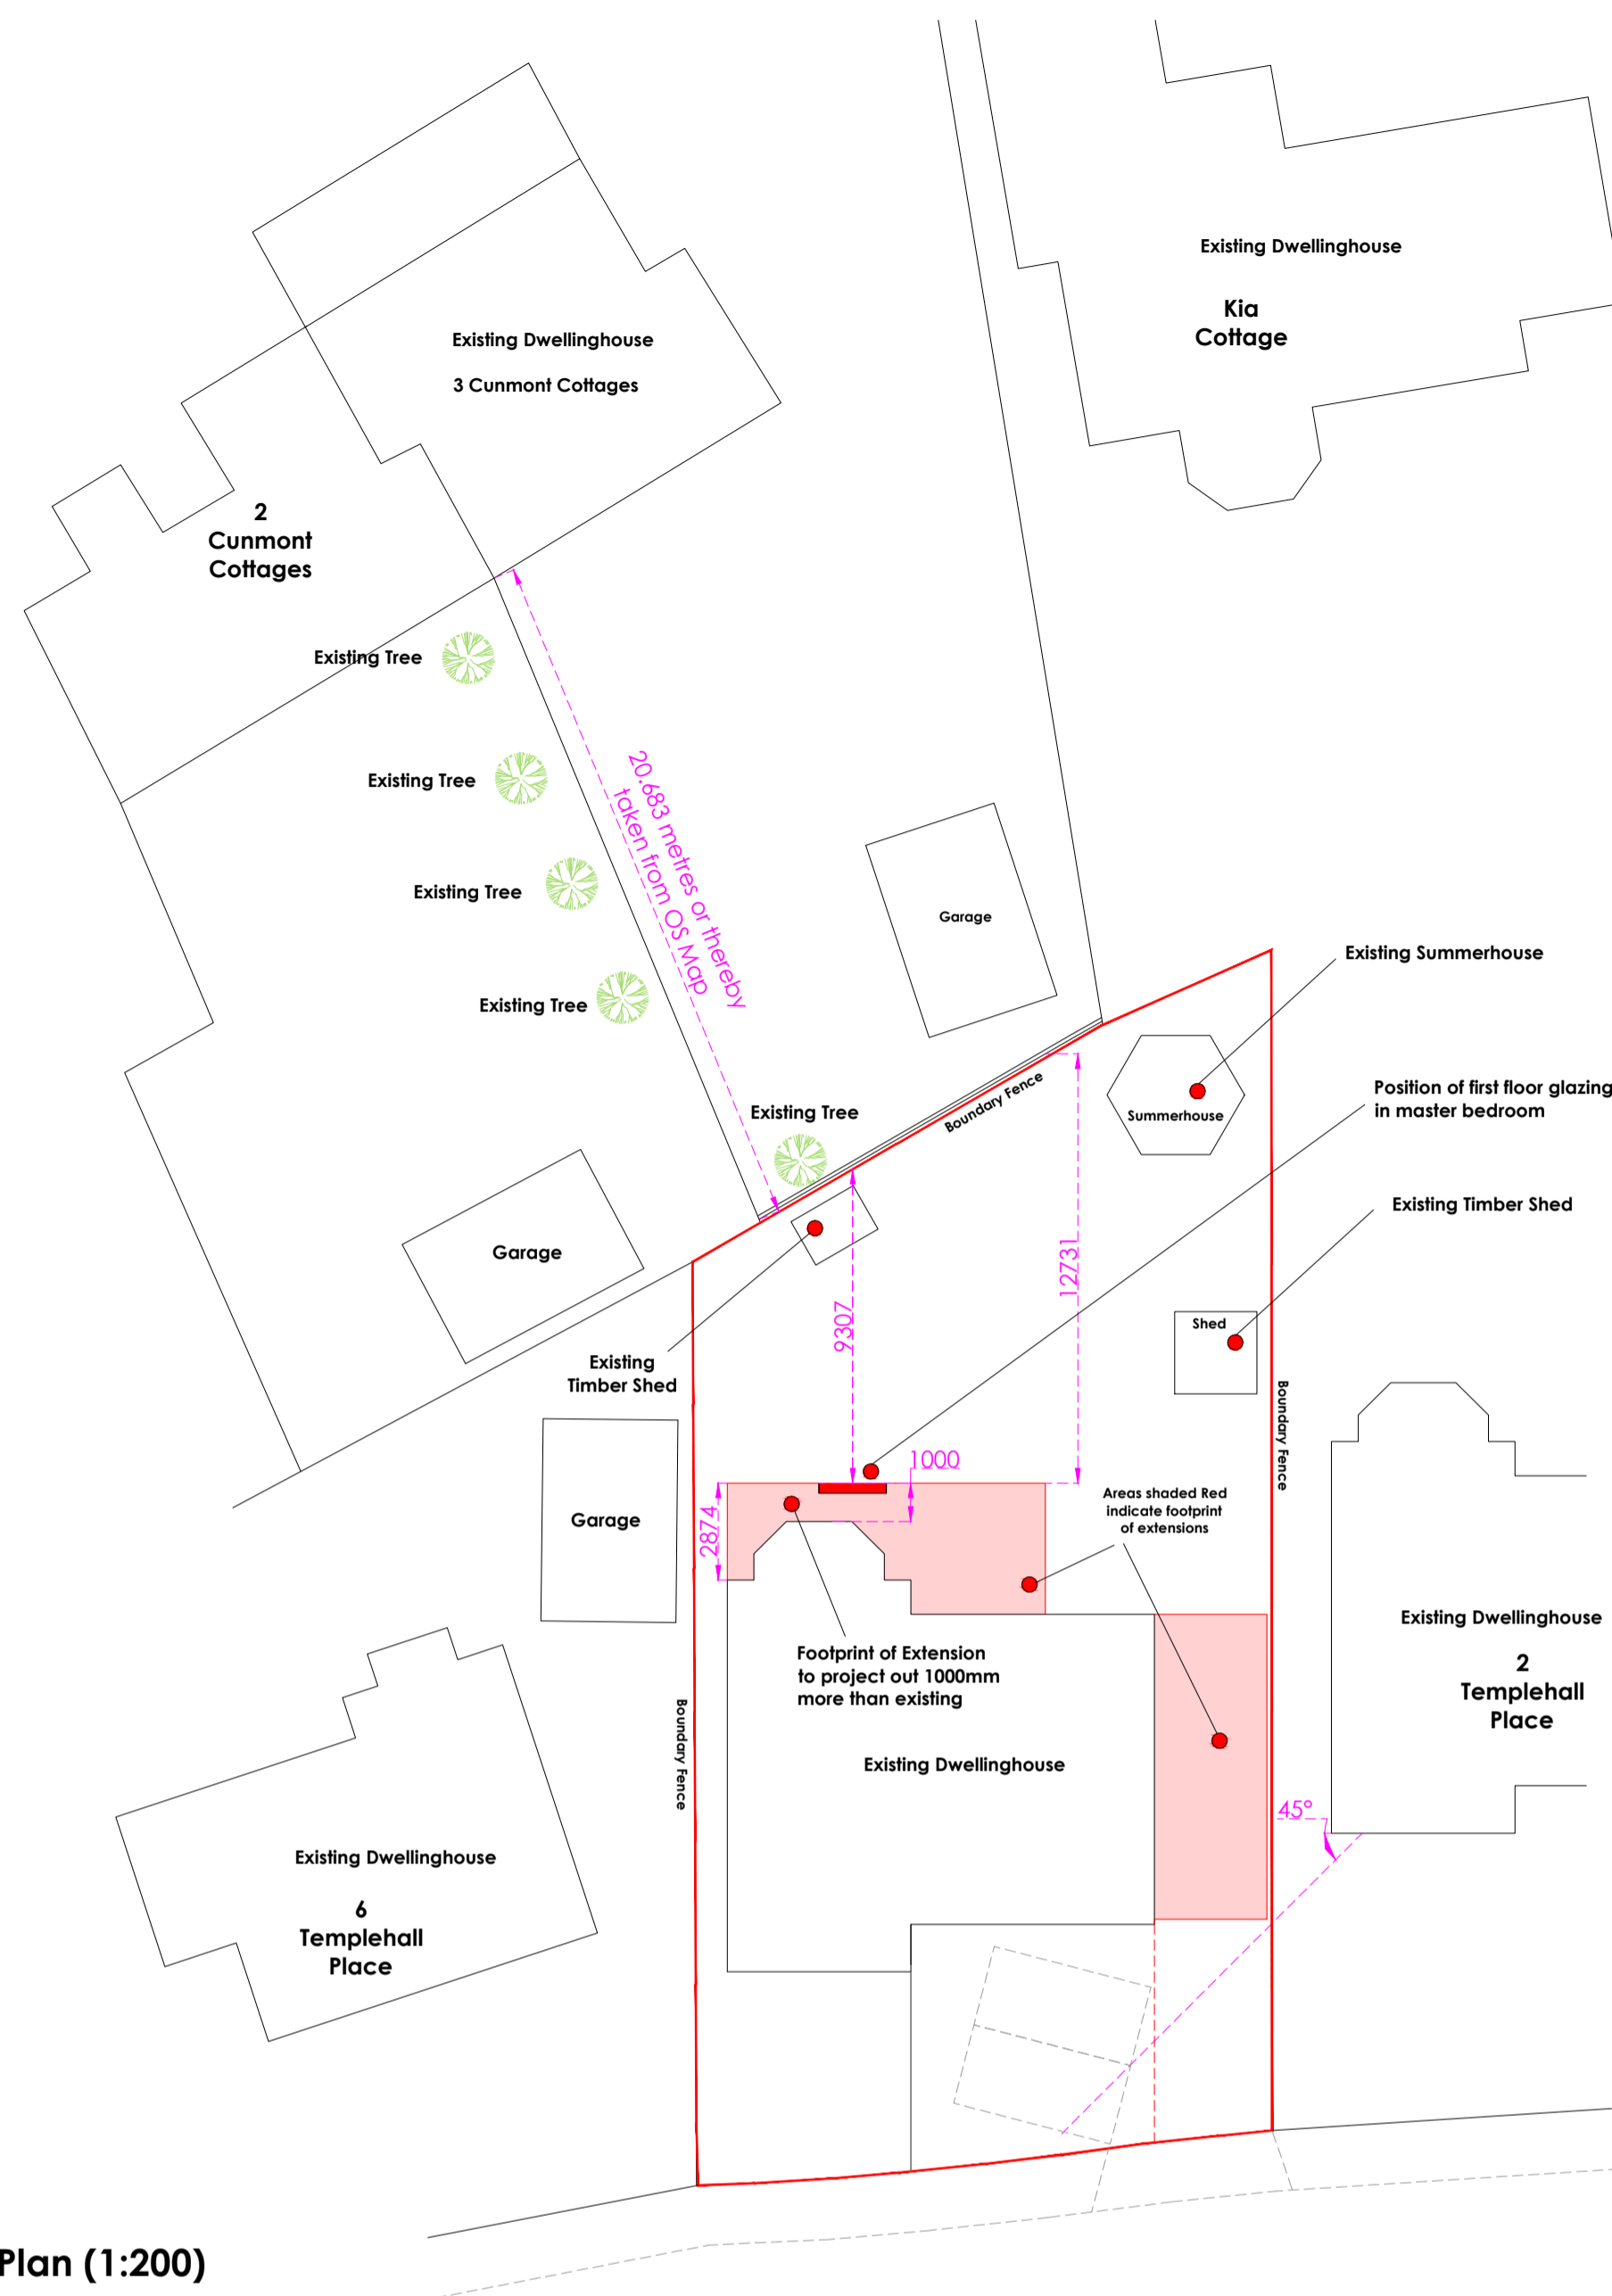 Existing Dwellinghouse
Kia
Cottage
Existing Dwellinghouse
3 Cunmont Cottages
2
Cunmont
Cottages
Existing Tree
Existing Tree
Existing Tree
Existing Tree
20.683 metres or thereby
taken from OS Map
Garage
Existing Summerhouse
Boundary Fence
Summerhouse
Position of first floor glazing
in master bedroom
Existing Tree
Existing Timber Shed
Garage
12731
9307
Shed
Existing
Timber Shed
Boundary Fence
1000
2874
Garage
Areas shaded Red
indicate footprint
of extensions
Footprint of Extension
to project out 1000mm
more than existing
Existing Dwellinghouse
2
Templehall
Place
Boundary Fence
Existing Dwellinghouse
45°
Existing Dwellinghouse
6
Templehall
Place
Plan (1:200)